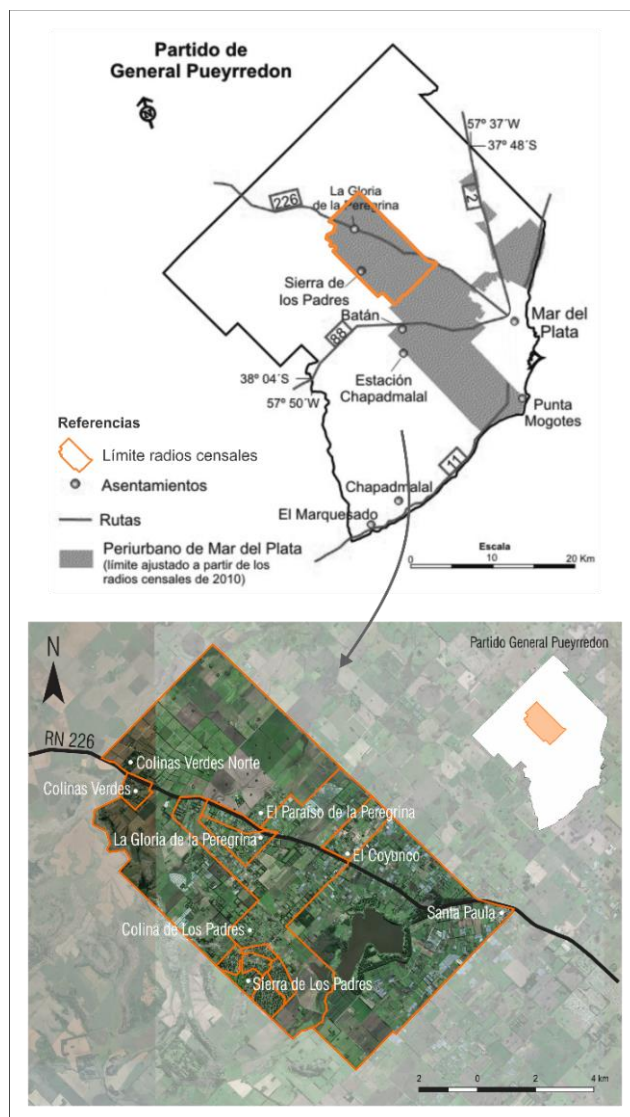 Partido de
General Pueyrredon
57º 37´W
37º 48´S
La Gloria
de la Peregrina
226
2
Sierra de
los Padres
Batán
Mar del
Plata
88
38º 04´S
57º 50´W
Estación
Chapadmalal
Punta
Mogotes
Referencias
Límite radios censales
Asentamientos
Rutas
Periurbano de Mar del Plata
(límite ajustado a partir de los
radios censales de 2010)
Chapadmalal
11
El Marquesado
Escala
0 10 20 Km
Partido General Pueyrredon
N
RN 226
Colinas Verdes Norte
Colinas Verdes
El Paraíso de la Peregrina
La Gloria de la Peregrina
El Coyunco
Santa Paula
Colina de Los Padres
Sierra de Los Padres
2 0 2 4 km